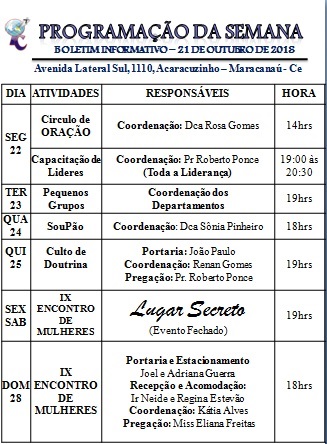 PROGRAMAÇÃO DA SEMANA
BOLETIM INFORMATIVO – 21 DE OUTUBRO DE 2018
Avenida Lateral Sul, 1110, Acaracuzinho – Maracanaú - Ce
DIA ATIVIDADES RESPONSÁVEIS HORA
SEG
22
Circulo de
ORAÇÃO
Coordenação: Dca Rosa Gomes
14hrs
Capacitação de
Lideres
Coordenação: Pr Roberto Ponce
(Toda a Liderança)
19:00 às
20:30
TER
23
Pequenos
Grupos
Coordenação dos
Departamentos
19hrs
QUA
24
SouPão
Coordenação: Dca Sônia Pinheiro
18hrs
QUI
25
Culto de
Doutrina
Portaria: João Paulo
Coordenação: Renan Gomes
Pregação: Pr. Roberto Ponce
19hrs
SEX
SAB
IX
ENCONTRO
DE
MULHERES
Lugar Secreto
(Evento Fechado)
19hrs
DOM
28
IX
ENCONTRO
DE
MULHERES
Portaria e Estacionamento
Joel e Adriana Guerra
Recepção e Acomodação:
Ir Neide e Regina Estevão
Coordenação: Kátia Alves
Pregação: Miss Eliana Freitas
18hrs